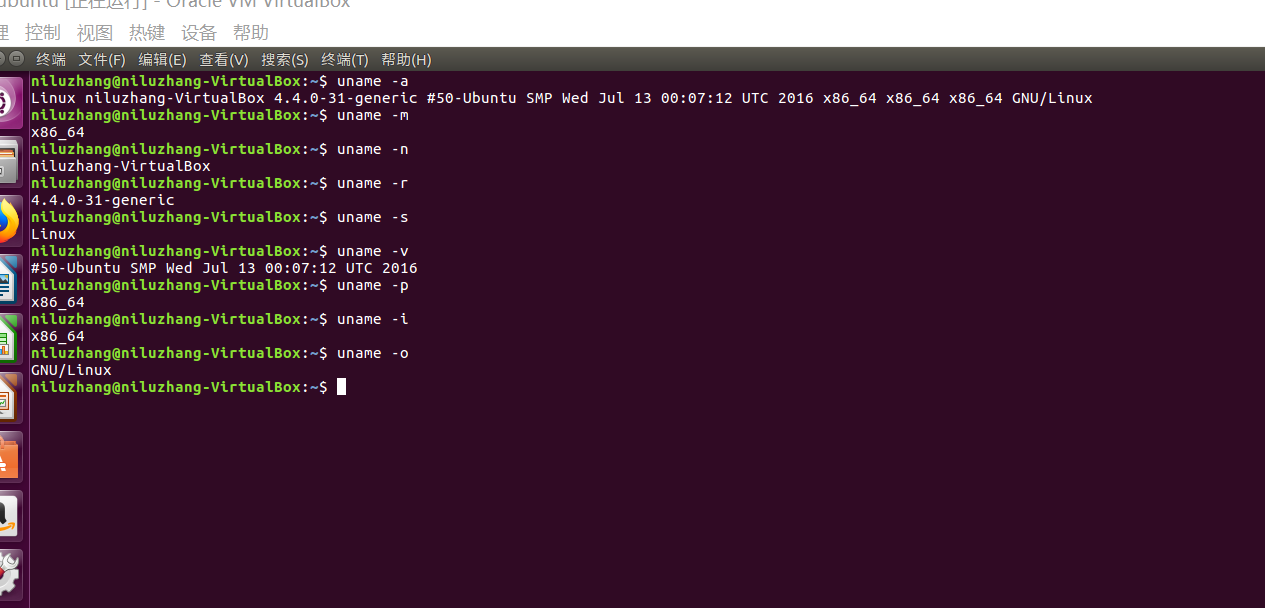 ubuntu [正在运行] - Oracle VM VirtualBox
理 控制 视图 热键 设备 帮助
终端 文件(F) 编辑(E) 查看(V) 搜索(S) 终端(T) 帮助(H)
niluzhang@niluzhang-VirtualBox:~$ uname -a
Linux niluzhang-VirtualBox 4.4.0-31-generic #50-Ubuntu SMP Wed Jul 13 00:07:12 UTC 2016 x86_64 x86_64 x86_64 GNU/Linux
niluzhang@niluzhang-VirtualBox:~$ uname -m
x86_64
niluzhang@niluzhang-VirtualBox:~$ uname -n
niluzhang-VirtualBox
niluzhang@niluzhang-VirtualBox:~$ uname -r
4.4.0-31-generic
niluzhang@niluzhang-VirtualBox:~$ uname -s
Linux
niluzhang@niluzhang-VirtualBox:~$ uname -v
#50-Ubuntu SMP Wed Jul 13 00:07:12 UTC 2016
niluzhang@niluzhang-VirtualBox:~$ uname -p
x86_64
niluzhang@niluzhang-VirtualBox:~$ uname -i
x86_64
niluzhang@niluzhang-VirtualBox:~$ uname -o
GNU/Linux
niluzhang@niluzhang-VirtualBox:~$